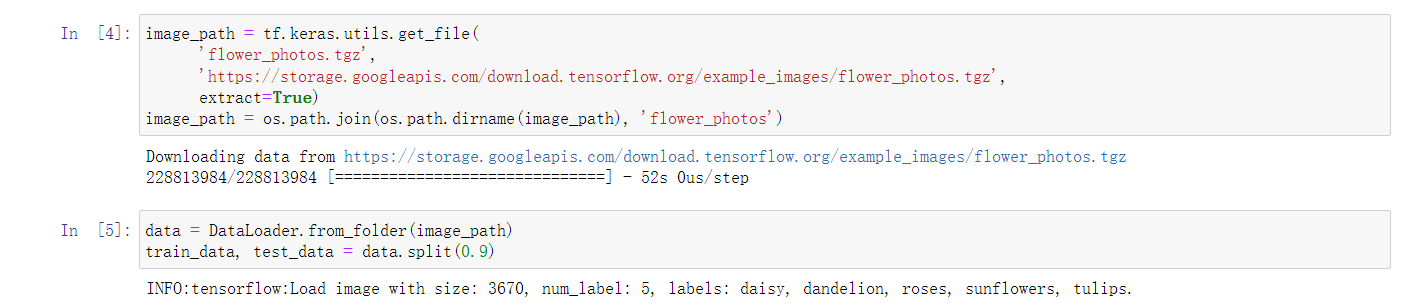 In [4]: image_path = tf.keras.utils.get_file(
'flower_photos.tgz',
'https://storage.googleapis.com/download.tensorflow.org/example_images/flower_photos.tgz',
extract=True)
image_path = os.path.join(os.path.dirname(image_path), 'flower_photos')
Downloading data from https://storage.googleapis.com/download.tensorflow.org/example_images/flower_photos.tgz
228813984/228813984 [==============================] - 52s 0us/step
In [5]: data = DataLoader.from_folder(image_path)
train_data, test_data = data.split(0.9)
INFO:tensorflow:Load image with size: 3670, num_label: 5, labels: daisy, dandelion, roses, sunflowers, tulips.